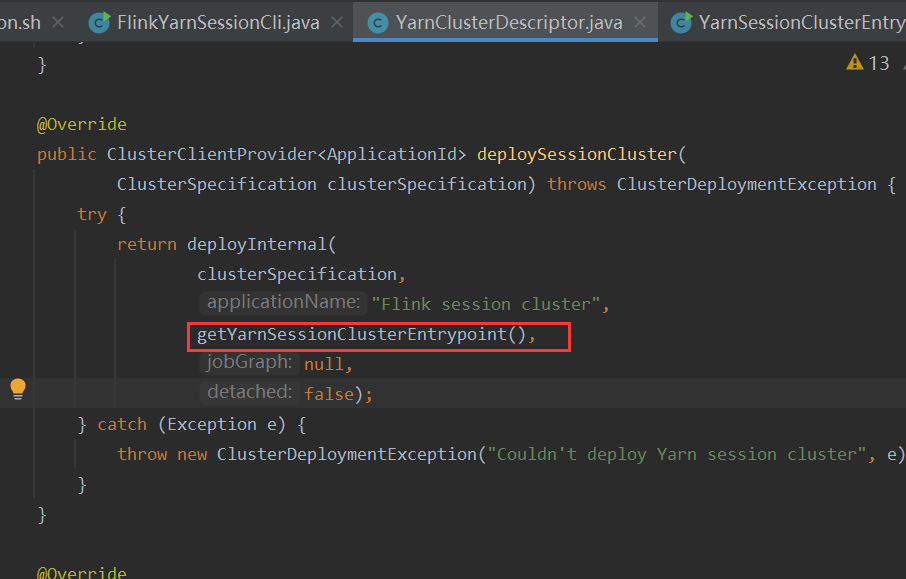 on.sh FlinkYarnSessionCli.java YarnClusterDescriptor.java YarnSessionClusterEntry
}
13
@Override
public ClusterClientProvider<ApplicationId> deploySessionCluster(
ClusterSpecification clusterSpecification) throws ClusterDeploymentException {
try {
return deployInternal(
clusterSpecification,
applicationName: "Flink session cluster",
getYarnSessionClusterEntrypoint(),
jobGraph: null,
detached: false);
} catch (Exception e) {
throw new ClusterDeploymentException("Couldn't deploy Yarn session cluster", e)
}
}
@Override